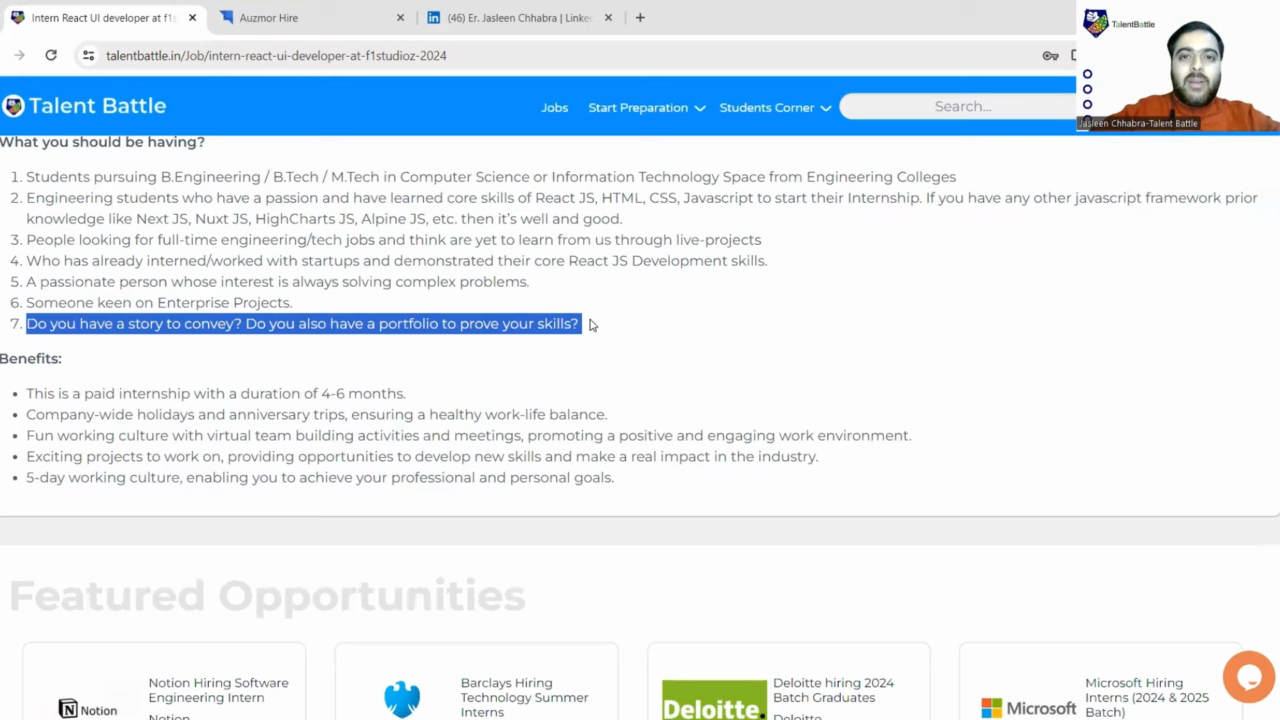 Intern React UI developer at f1s
Auzmor Hire
(46) Er. Jasleen Chhabra | Linke
talentbattle.in/Job/intern-react-ui-developer-at-f1studioz-2024
TalentBattle
Jasleen Chhabra-Talent Battle
Talent Battle
Jobs Start Preparation Students Corner Search...
What you should be having?
1. Students pursuing B.Engineering / B.Tech / M.Tech in Computer Science or Information Technology Space from Engineering Colleges
2. Engineering students who have a passion and have learned core skills of React JS, HTML, CSS, Javascript to start their Internship. If you have any other javascript framework prior
knowledge like Next JS, Nuxt JS, HighCharts JS, Alpine JS, etc. then it's well and good.
3. People looking for full-time engineering/tech jobs and think are yet to learn from us through live-projects
4. Who has already interned/worked with startups and demonstrated their core React JS Development skills.
5. A passionate person whose interest is always solving complex problems.
6. Someone keen on Enterprise Projects.
7. Do you have a story to convey? Do you also have a portfolio to prove your skills?
Benefits:
• This is a paid internship with a duration of 4-6 months.
• Company-wide holidays and anniversary trips, ensuring a healthy work-life balance.
• Fun working culture with virtual team building activities and meetings, promoting a positive and engaging work environment.
• Exciting projects to work on, providing opportunities to develop new skills and make a real impact in the industry.
• 5-day working culture, enabling you to achieve your professional and personal goals.
Featured Opportunities
Notion
Notion Hiring Software
Engineering Intern
Notion
Barclays Hiring
Technology Summer
Interns
Deloitte.
Deloitte hiring 2024
Batch Graduates
Deloitte
Microsoft
Microsoft Hiring
Interns (2024 & 2025
Batch)